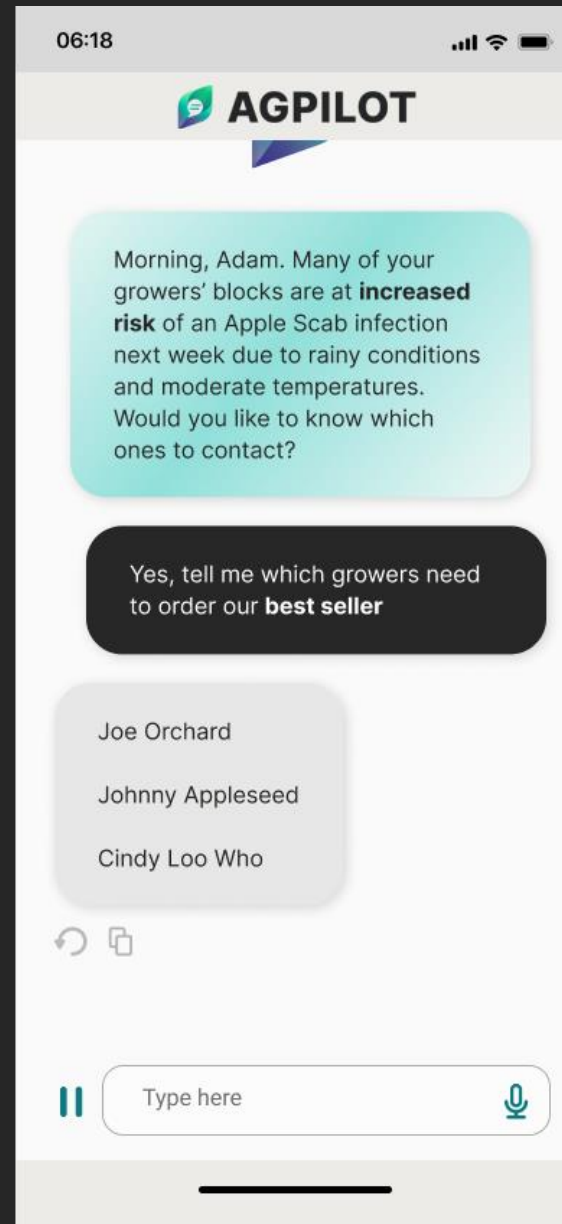 06:18
AGPILOT
Morning, Adam. Many of your
growers’ blocks are at increased
risk of an Apple Scab infection
next week due to rainy conditions
and moderate temperatures.
Would you like to know which
ones to contact?
Yes, tell me which growers need
to order our best seller
Joe Orchard
Johnny Appleseed
Cindy Loo Who
Type here